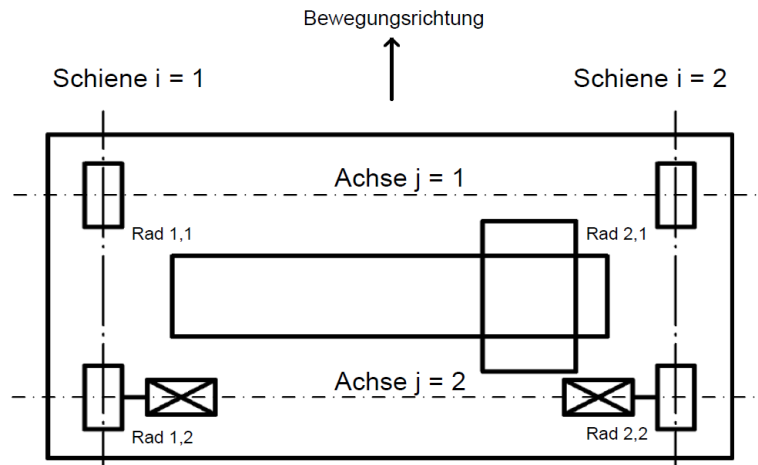 Bewegungsrichtung
Schiene i = 1
Schiene i = 2
Achse j = 1
Rad 1,1
Rad 2,1
Achse j = 2
Rad 1,2
Rad 2,2